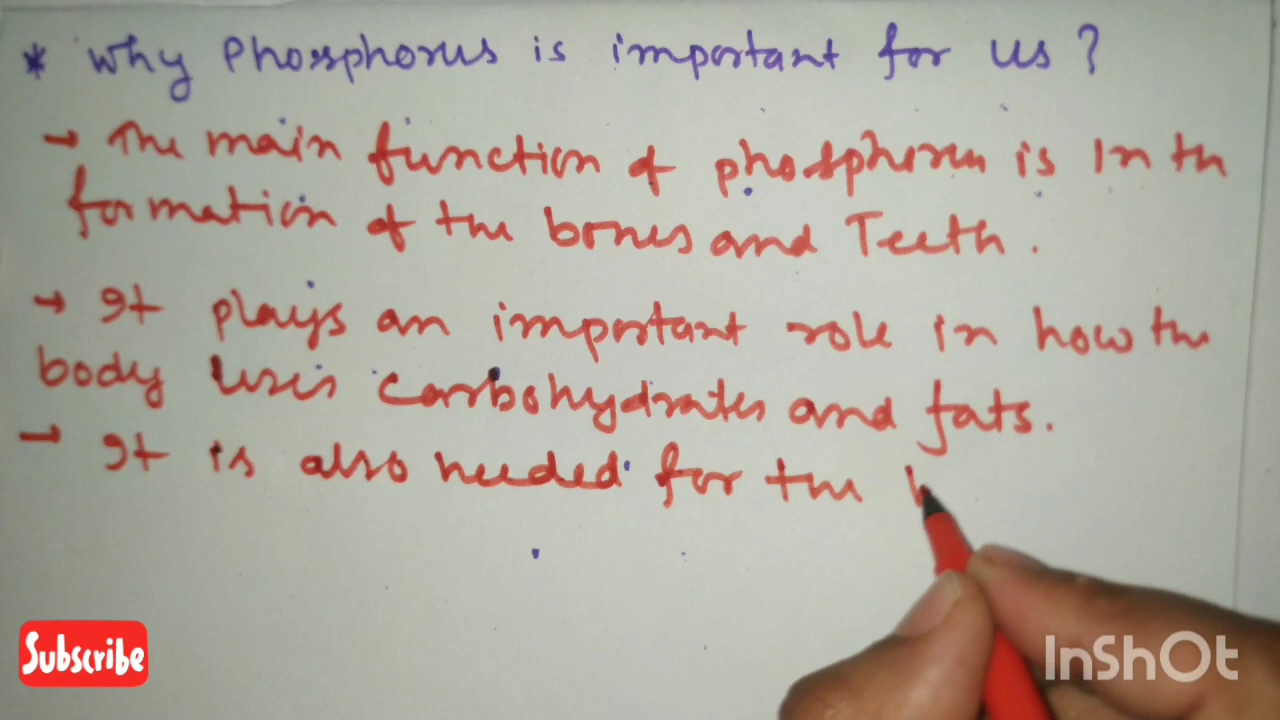 * Why Phosphorus is important for us ?
→ The main function of phosphorus is in th
formation of the bones and Teeth .
→ It plays an important role in how the
body uses carbohydrates and fats.
→ It is also needed for the
Subscribe
InShOt